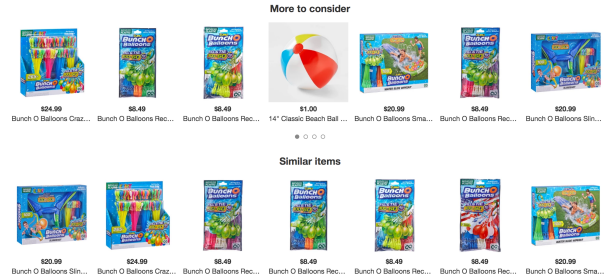 More to consider
$24.99
Bunch O Balloons Craz...
$8.49
Bunch O Balloons Rec...
$8.49
Bunch O Balloons Rec...
$1.00
14" Classic Beach Ball ...
$20.99
Bunch O Balloons Sma...
$8.49
Bunch O Balloons Rec...
$20.99
Bunch O Balloons Slin...
Similar items
$20.99
Bunch O Balloons Slin...
$24.99
Bunch O Balloons Craz...
$8.49
Bunch O Balloons Rec...
$8.49
Bunch O Balloons Rec...
$8.49
Bunch O Balloons Rec...
$8.49
Bunch O Balloons Rec...
$20.99
Bunch O Balloons Sma...